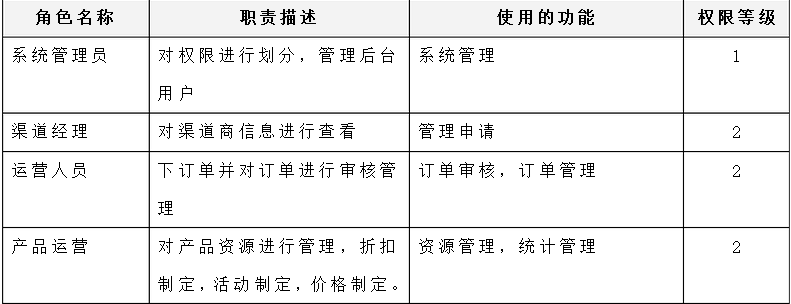 角色名称 职责描述 使用的功能 权限等级
系统管理员 对权限进行划分，管理后台 系统管理 1
用户
渠道经理 对渠道商信息进行查看 管理申请 2
运营人员 下订单并对订单进行审核管 订单审核，订单管理 2
理
产品运营 对产品资源进行管理，折扣 资源管理，统计管理 2
制定，活动制定，价格制定。